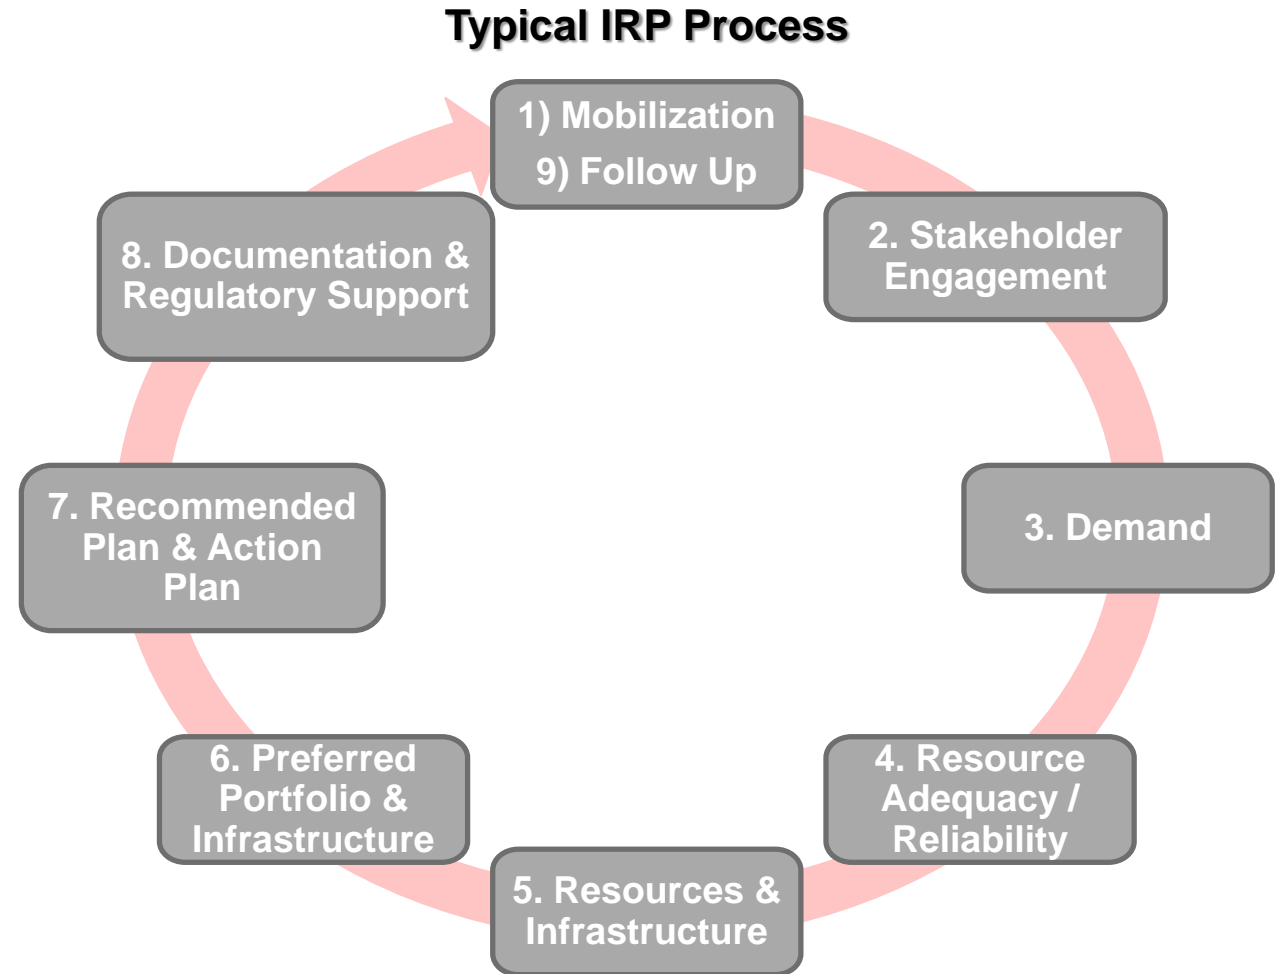 Typical IRP Process
1) Mobilization
9) Follow Up
2. Stakeholder
Engagement
3. Demand
4. Resource
Adequacy /
Reliability
5. Resources &
Infrastructure
6. Preferred
Portfolio &
Infrastructure
7. Recommended
Plan & Action
Plan
8. Documentation &
Regulatory Support